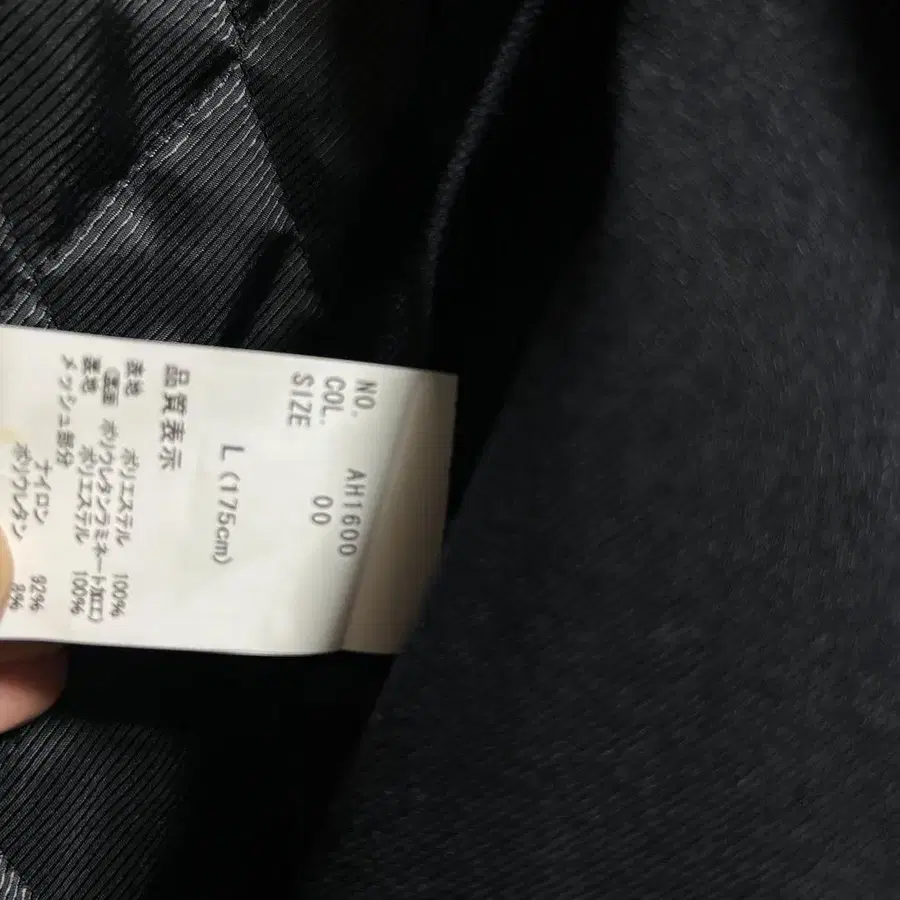 NO. AH1600
COL. 00
SIZE
L (175cm)
品質表示
表地 ポリエステル 100%
(裏面 ポリウレタンラミネート加工)
裏地 ポリエステル 100%
メッシュ部分
ナイロン 92%
ポリウレタン 8%